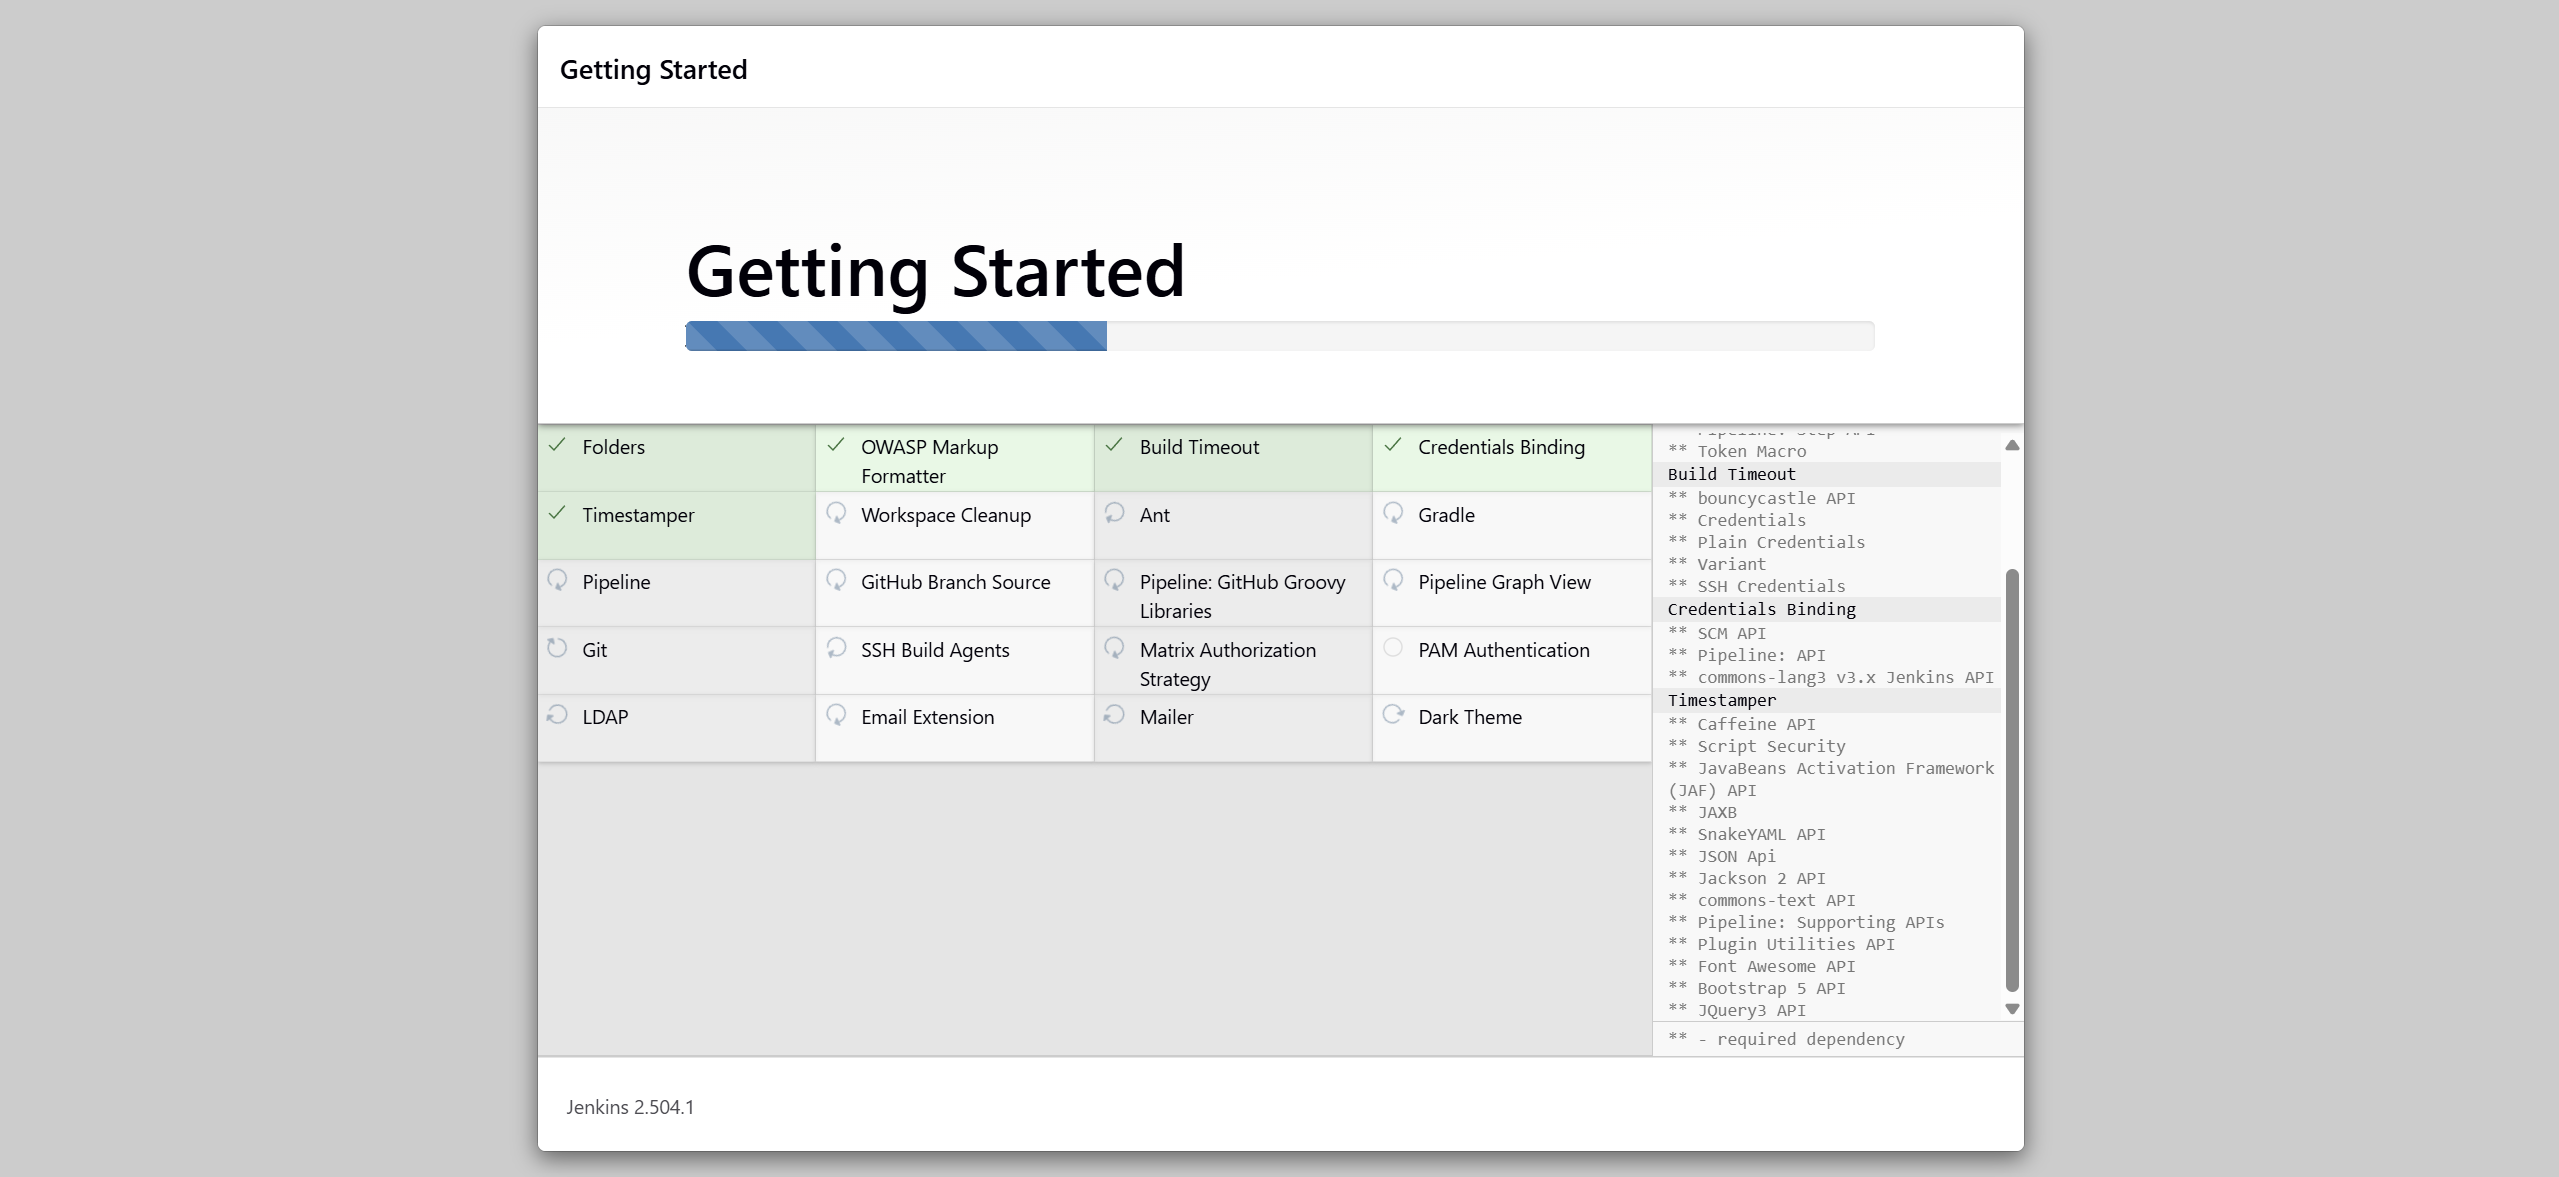 Getting Started
Getting Started
Folders
OWASP Markup
Formatter
Build Timeout
Credentials Binding
Timestamper
Workspace Cleanup
Ant
Gradle
Pipeline
GitHub Branch Source
Pipeline: GitHub Groovy
Libraries
Pipeline Graph View
Git
SSH Build Agents
Matrix Authorization
Strategy
PAM Authentication
LDAP
Email Extension
Mailer
Dark Theme
** Token Macro
Build Timeout
** bouncycastle API
** Credentials
** Plain Credentials
** Variant
** SSH Credentials
Credentials Binding
** SCM API
** Pipeline: API
** commons-lang3 v3.x Jenkins API
Timestamper
** Caffeine API
** Script Security
** JavaBeans Activation Framework
(JAF) API
** JAXB
** SnakeYAML API
** JSON Api
** Jackson 2 API
** commons-text API
** Pipeline: Supporting APIs
** Plugin Utilities API
** Font Awesome API
** Bootstrap 5 API
** JQuery3 API
** - required dependency
Jenkins 2.504.1